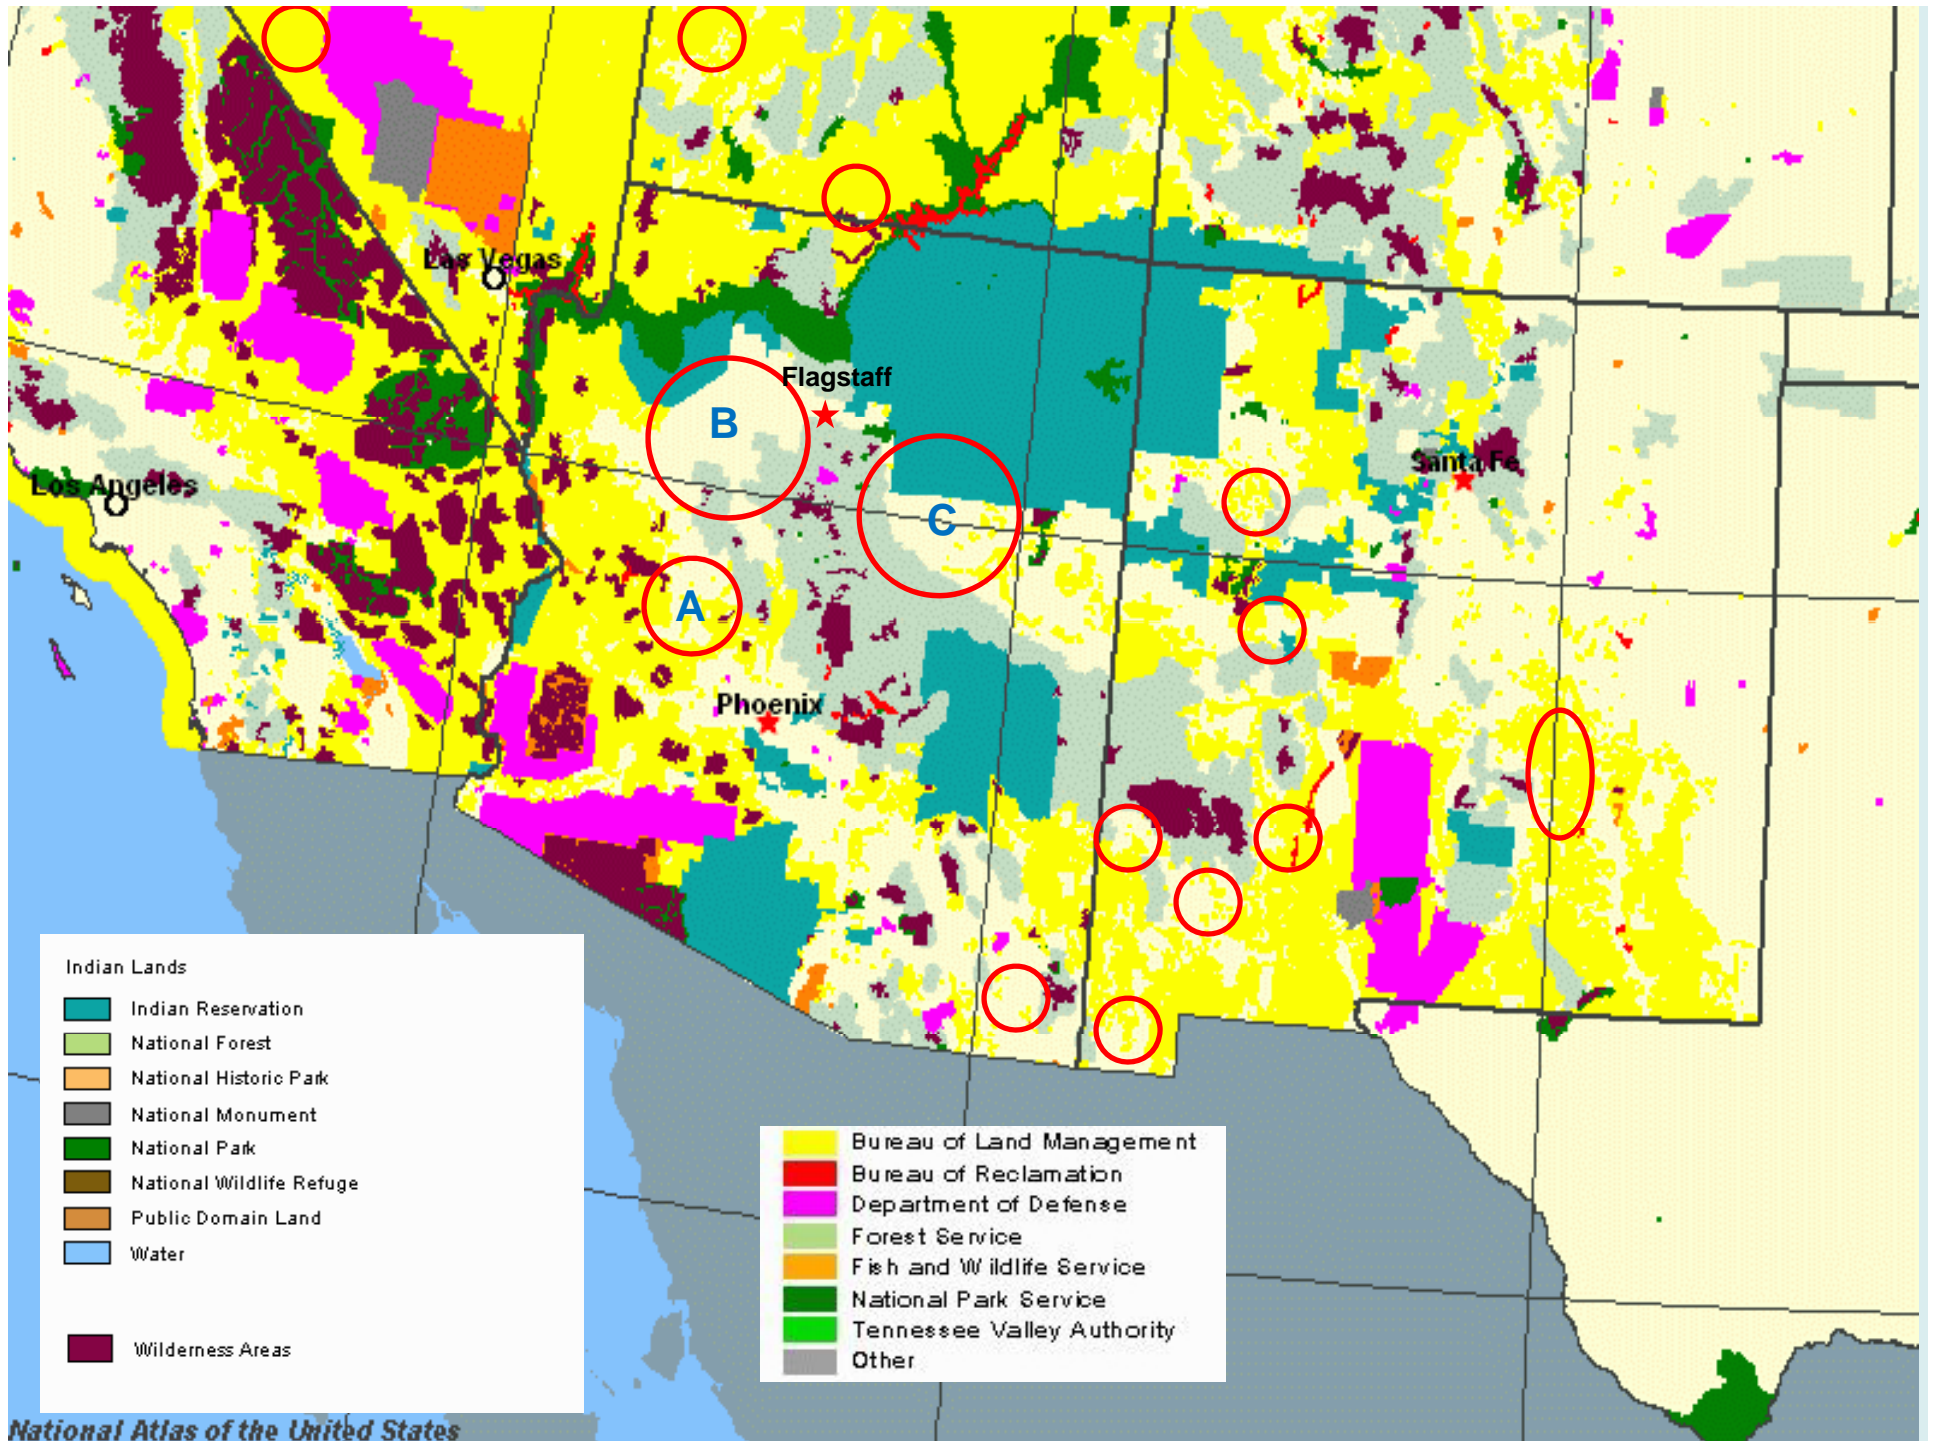 Las Vegas
Flagstaff
B
Santa Fe
Los Angeles
C
A
Phoenix
Indian Lands
Indian Reservation
National Forest
National Historic Park
National Monument
National Park
National Wildlife Refuge
Public Domain Land
Water
Wilderness Areas
Bureau of Land Management
Bureau of Reclamation
Department of Defense
Forest Service
Fish and Wildlife Service
National Park Service
Tennessee Valley Authority
Other
National Atlas of the United States